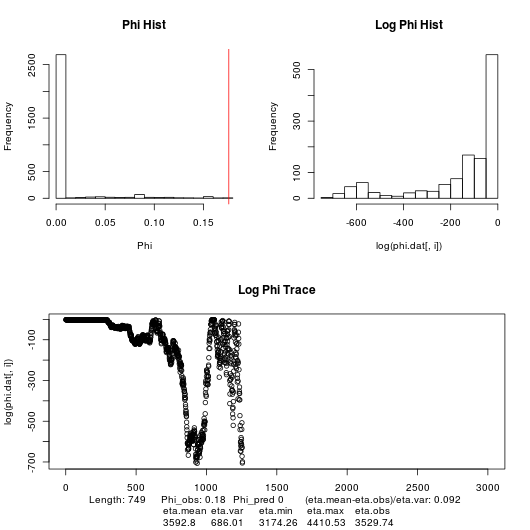 Phi Hist
Log Phi Hist
Frequency
0
500
1500
2500
0.00
0.05
0.10
0.15
Phi
Frequency
0
100
300
500
-600
-400
-200
0
log(phi.dat[, i])
Log Phi Trace
log(phi.dat[, i])
-100
-300
-500
-700
0
500
1000
1500
2000
2500
3000
Length: 749 Phi_obs: 0.18 Phi_pred 0 (eta.mean-eta.obs)/eta.var: 0.092
eta.mean eta.var eta.min eta.max eta.obs
3592.8 686.01 3174.26 4410.53 3529.74